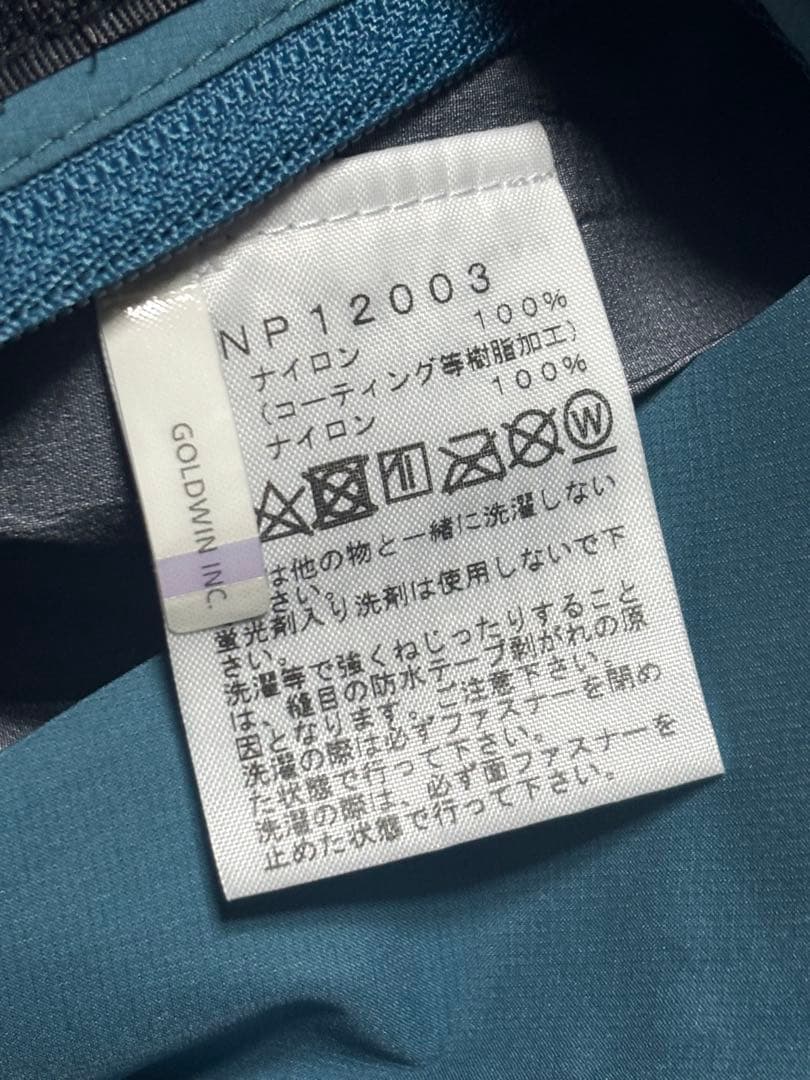 NP12003
ナイロン 100%
(コーティング等樹脂加工)
ナイロン 100%
W
は他の物と一緒に洗濯しない
さい。
蛍光剤入り洗剤は使用しないで下
さい。
洗濯等で強くねじったりすること
は、縫目の防水テープ剥がれの原
因となります。ご注意下さい。
洗濯の際は必ずファスナーを閉め
た状態で行って下さい。
洗濯の際は、必ず面ファスナーを
止めた状態で行って下さい。
GOLDWIN INC.